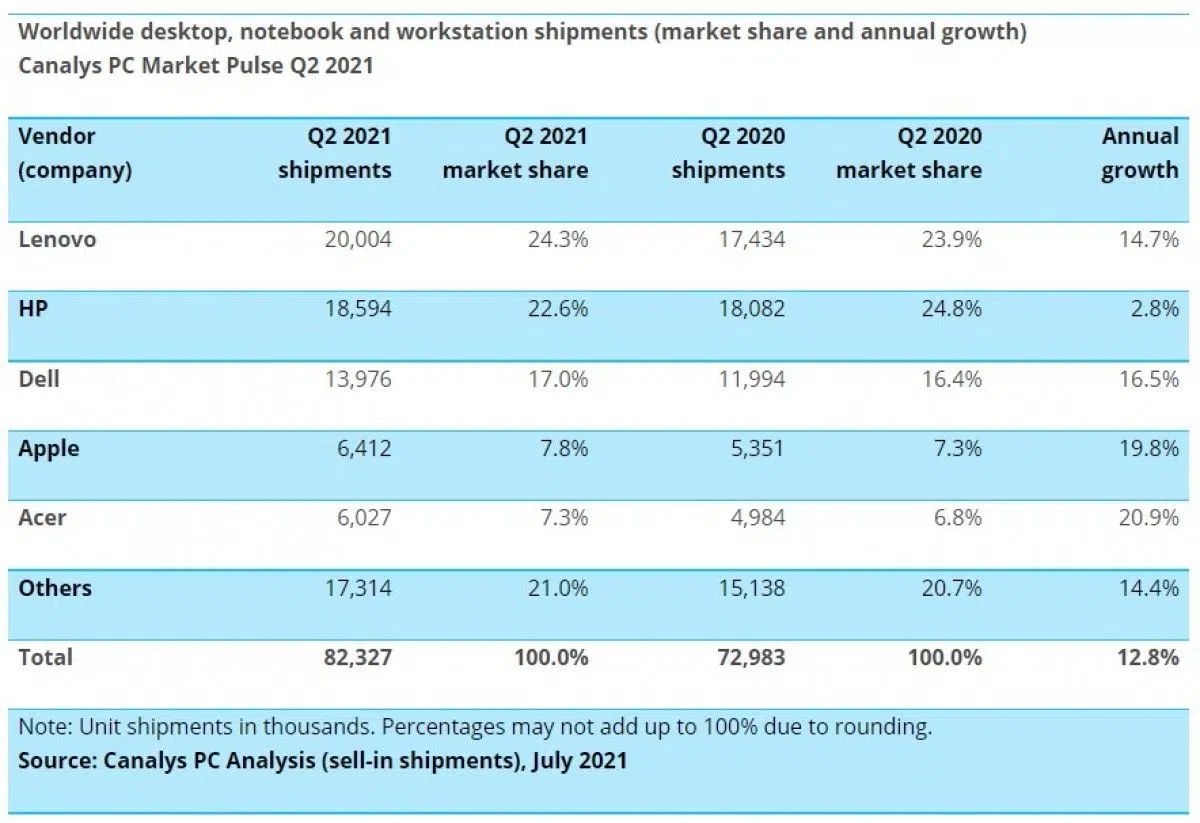 Worldwide desktop, notebook and workstation shipments (market share and annual growth)
Canalys PC Market Pulse Q2 2021
Vendor Q2 2021 Q2 2021 Q2 2020 Q2 2020 Annual
(company) shipments market share shipments market share growth
Lenovo 20,004 24.3% 17,434 23.9% 14.7%
HP 18,594 22.6% 18,082 24.8% 2.8%
Dell 13,976 17.0% 11,994 16.4% 16.5%
Apple 6,412 7.8% 5,351 7.3% 19.8%
Acer 6,027 7.3% 4,984 6.8% 20.9%
Others 17,314 21.0% 15,138 20.7% 14.4%
Total 82,327 100.0% 72,983 100.0% 12.8%
Note: Unit shipments in thousands. Percentages may not add up to 100% due to rounding.
Source: Canalys PC Analysis (sell-in shipments), July 2021